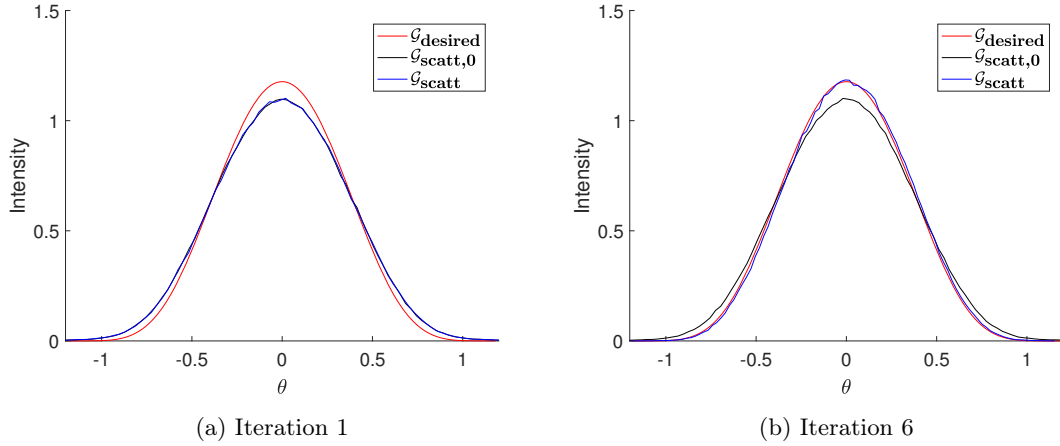 1.5
1
0.5
0
Intensity
-1
-0.5
0
0.5
1
θ
𝒢desired
𝒢scatt,0
𝒢scatt
(a) Iteration 1
1.5
1
0.5
0
Intensity
-1
-0.5
0
0.5
1
θ
𝒢desired
𝒢scatt,0
𝒢scatt
(b) Iteration 6